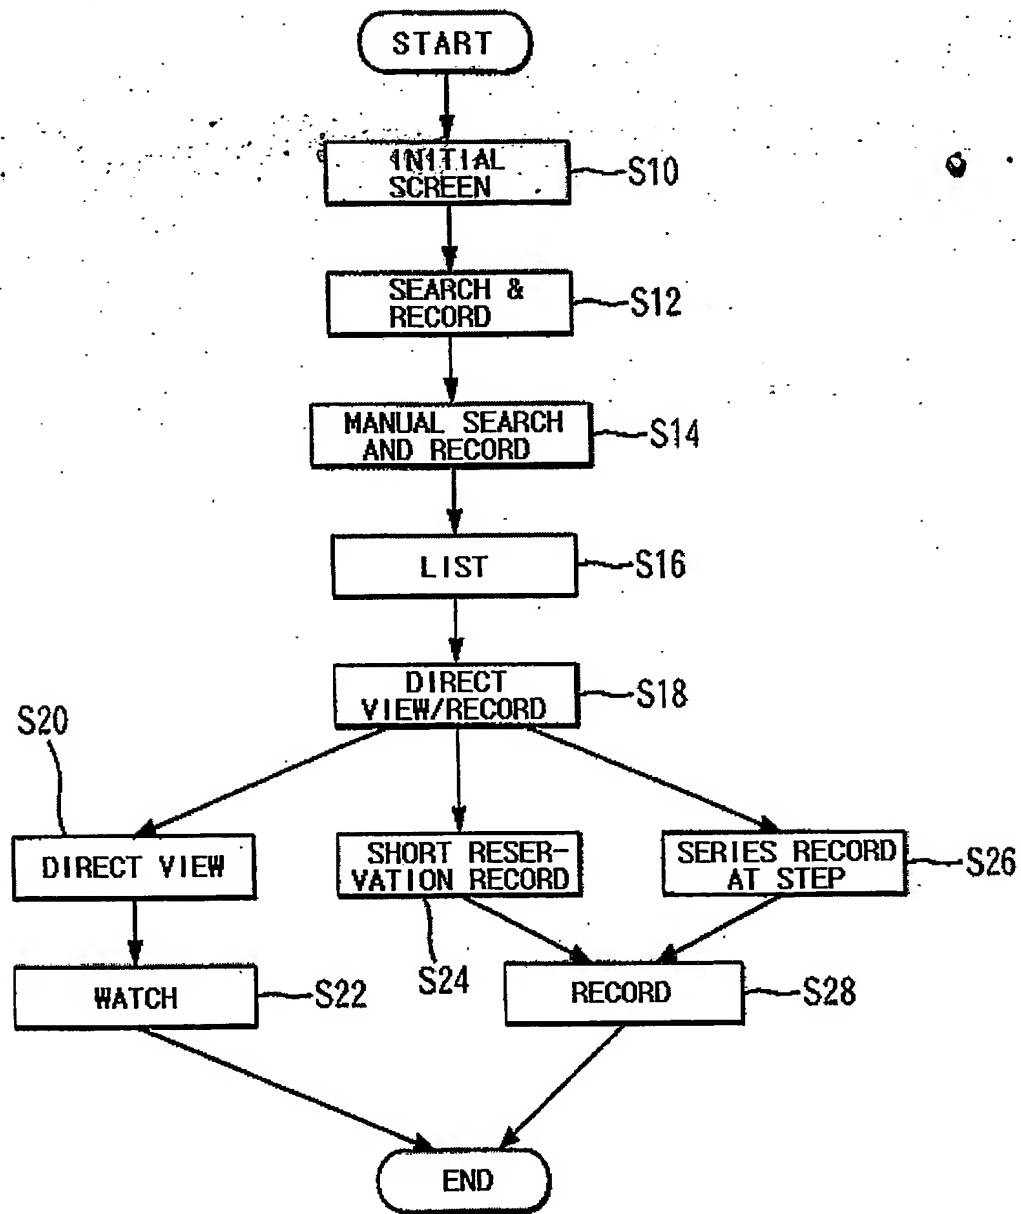 START
INITIAL
SCREEN
S10
SEARCH &
RECORD
S12
MANUAL SEARCH
AND RECORD
S14
LIST
S16
DIRECT
VIEW/RECORD
S18
S20
DIRECT VIEW
SHORT RESER-
VATION RECORD
SERIES RECORD
AT STEP
S26
WATCH
S22
S24
RECORD
S28
END